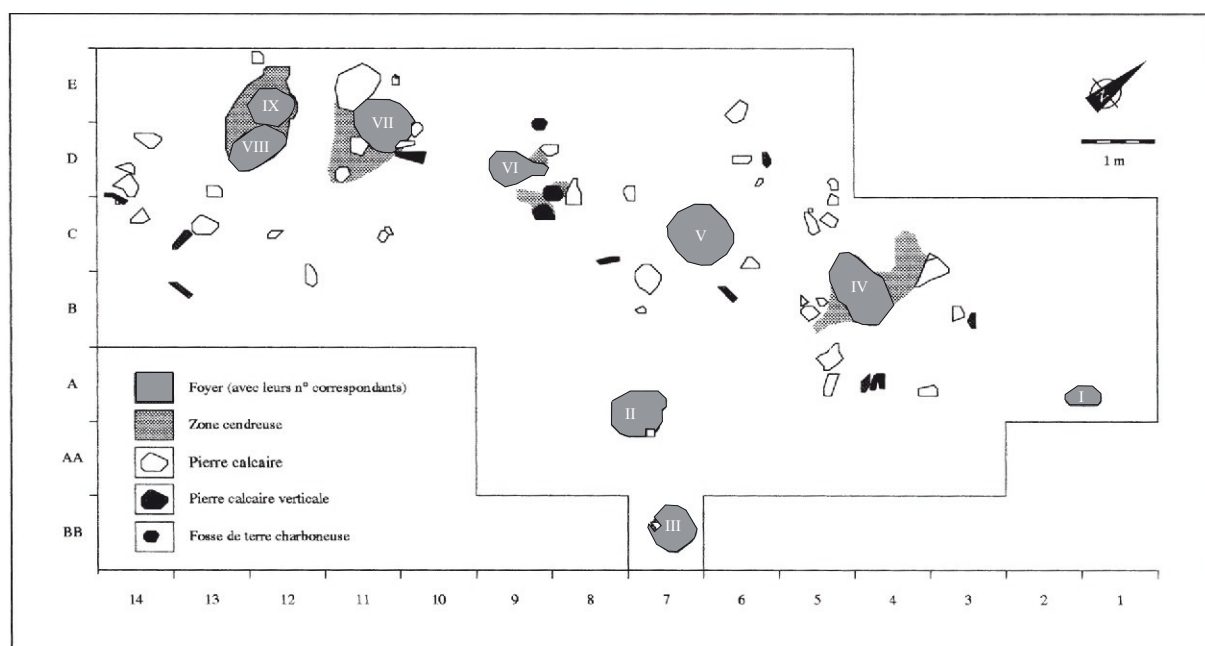 E
D
C
B
A
AA
BB
IX
VIII
VII
VI
V
IV
II
III
I
N
1 m
Foyer (avec leurs n° correspondants)
Zone cendreuse
Pierre calcaire
Pierre calcaire verticale
Fosse de terre charboneuse
14 13 12 11 10 9 8 7 6 5 4 3 2 1